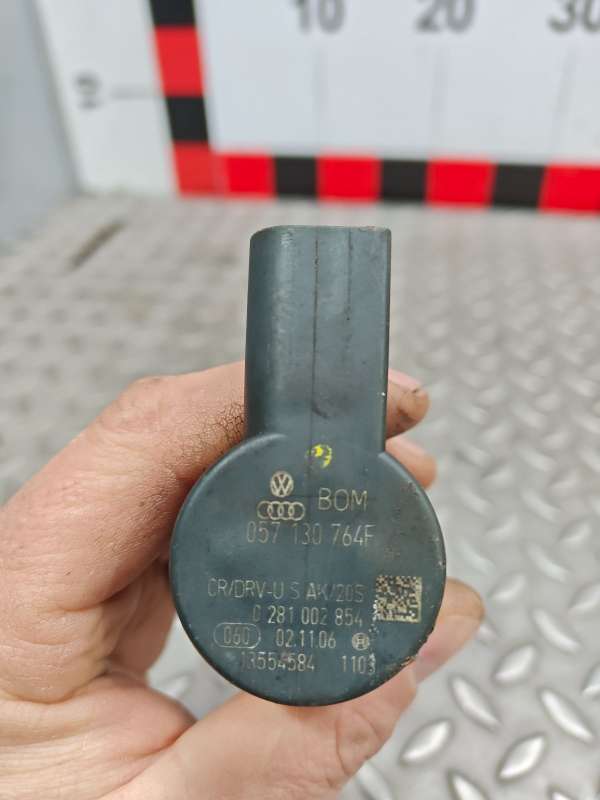 10 20 30
BOM
057 130 764F
CR/DRV-U S AK/20S
0 281 002 854
060 02.11.06
13554584 1103